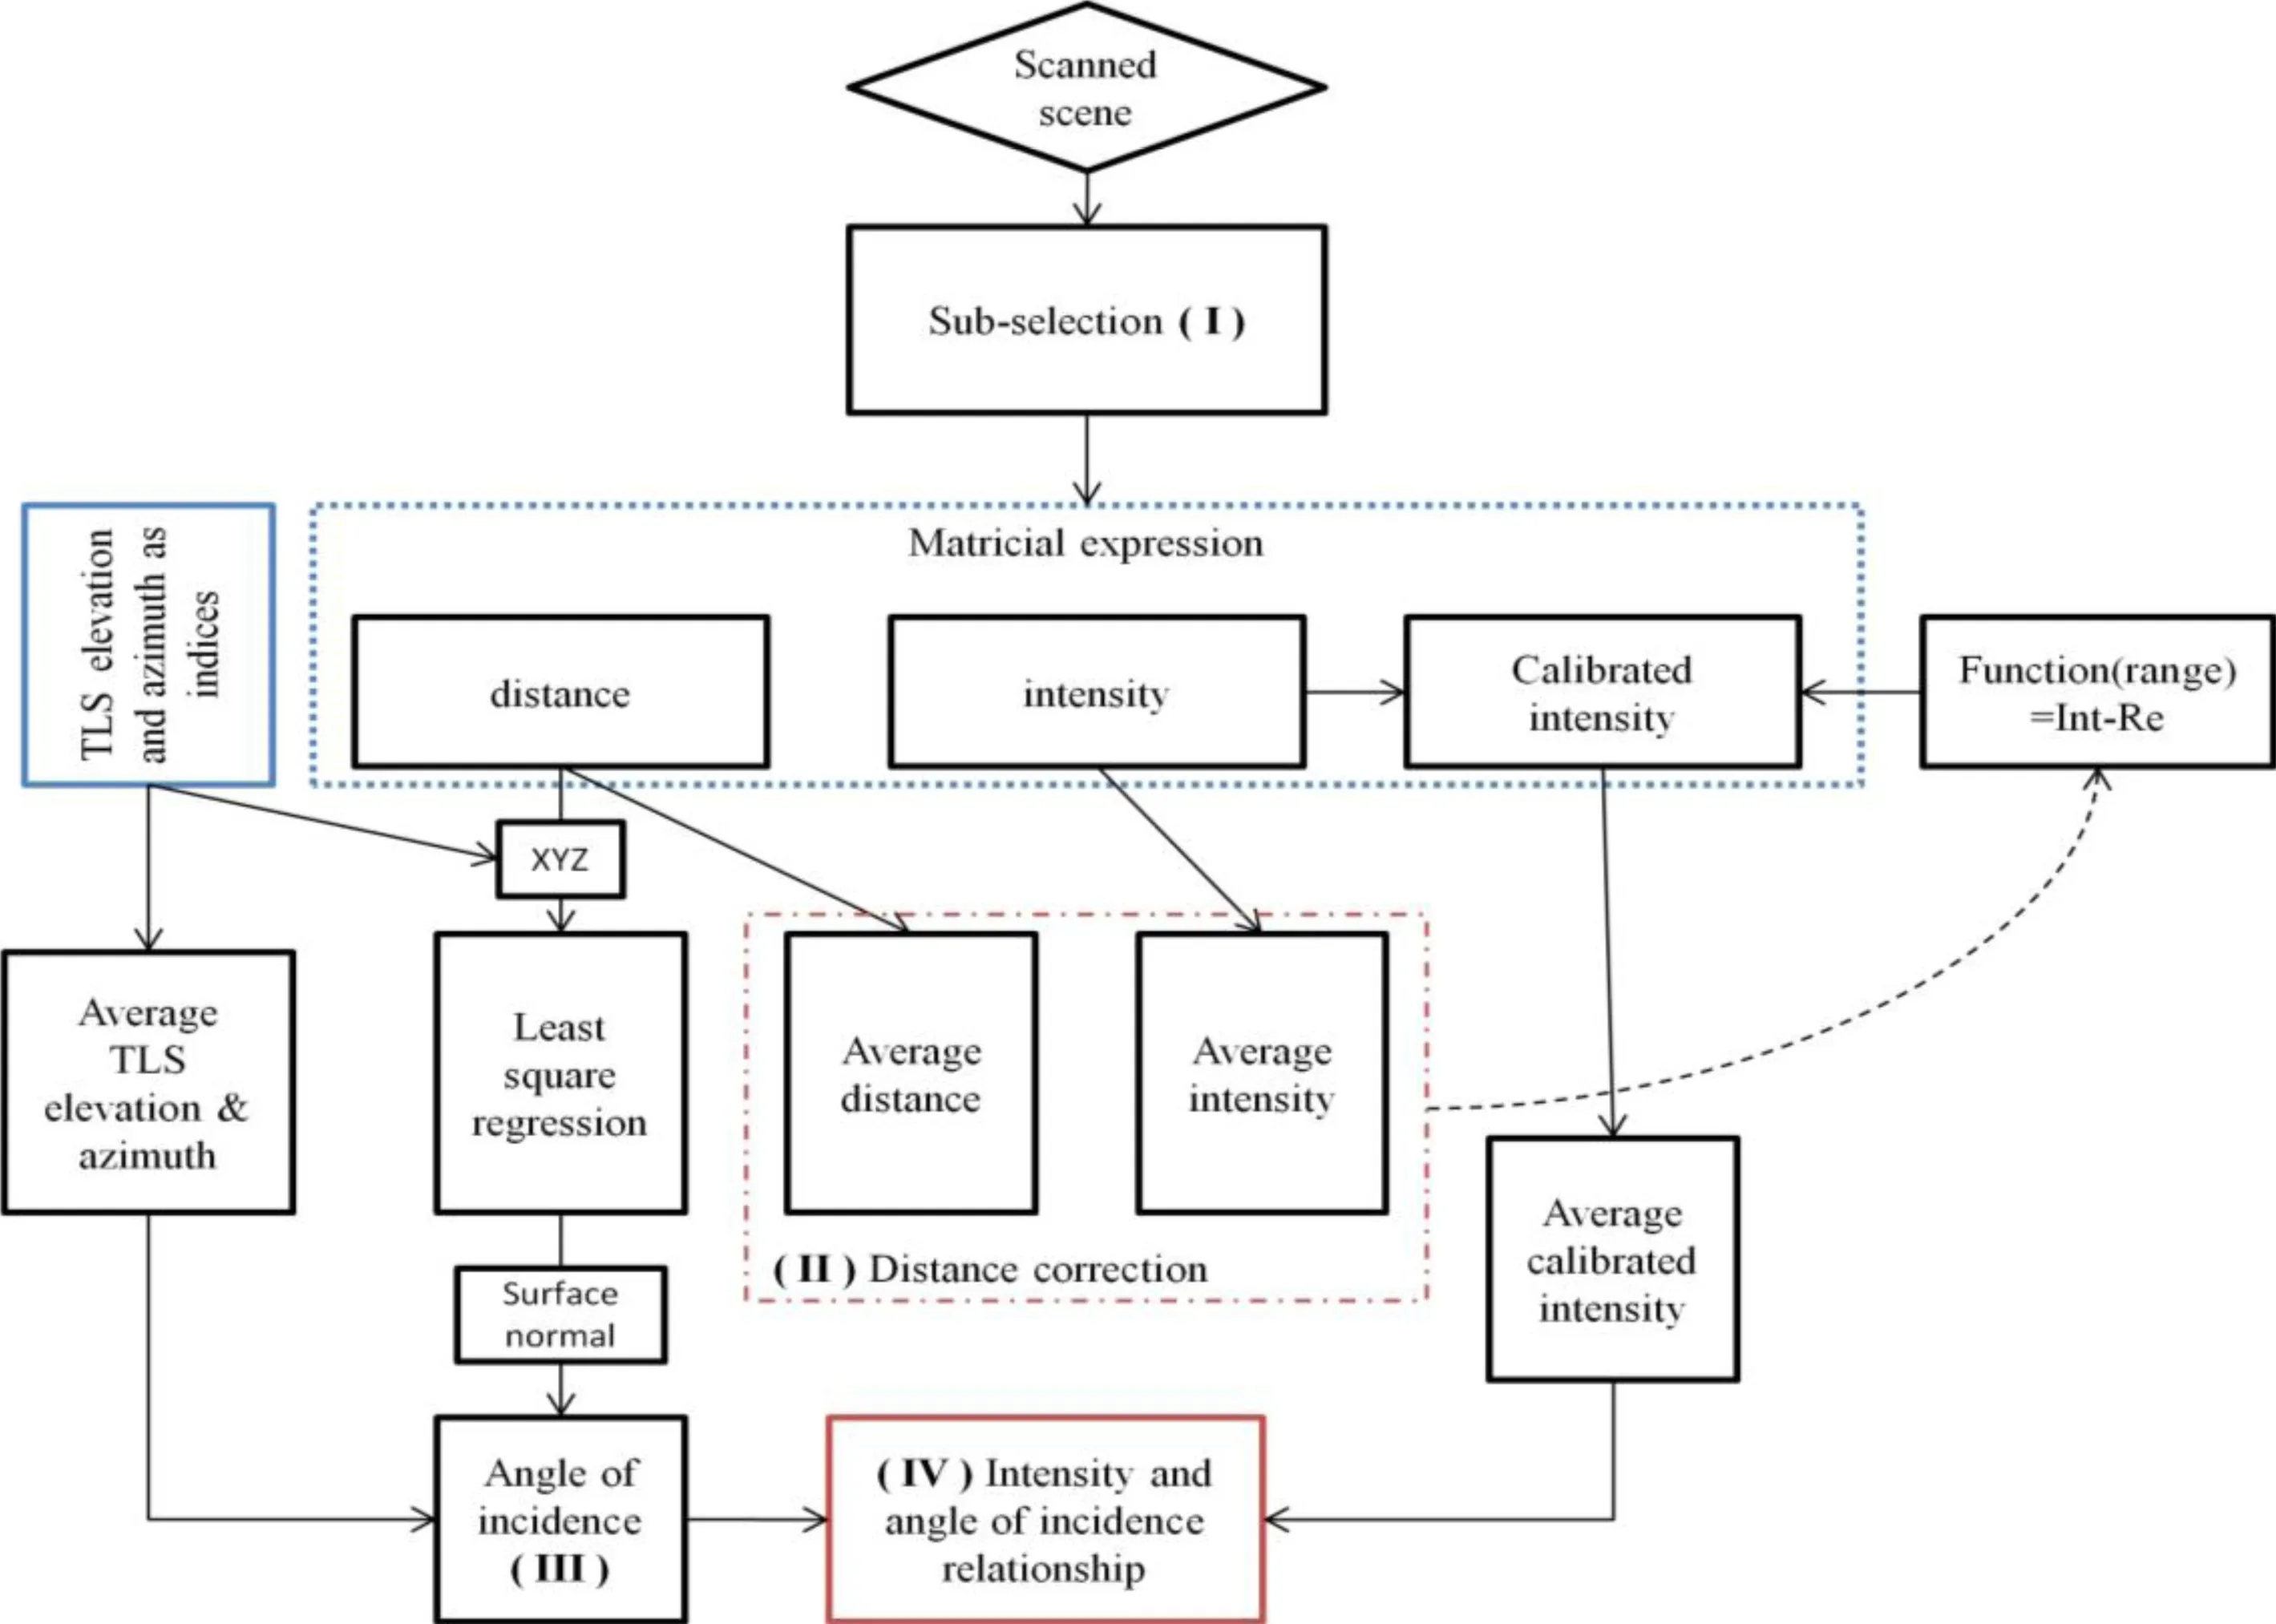 Scanned
scene
Sub-selection ( I )
Matricial expression
TLS elevation
and azimuth as
indices
distance
intensity
Calibrated
intensity
Function(range)
=Int-Re
XYZ
Average
TLS
elevation &
azimuth
Least
square
regression
Average
distance
Average
intensity
( II ) Distance correction
Average
calibrated
intensity
Surface
normal
Angle of
incidence
( III )
( IV ) Intensity and
angle of incidence
relationship